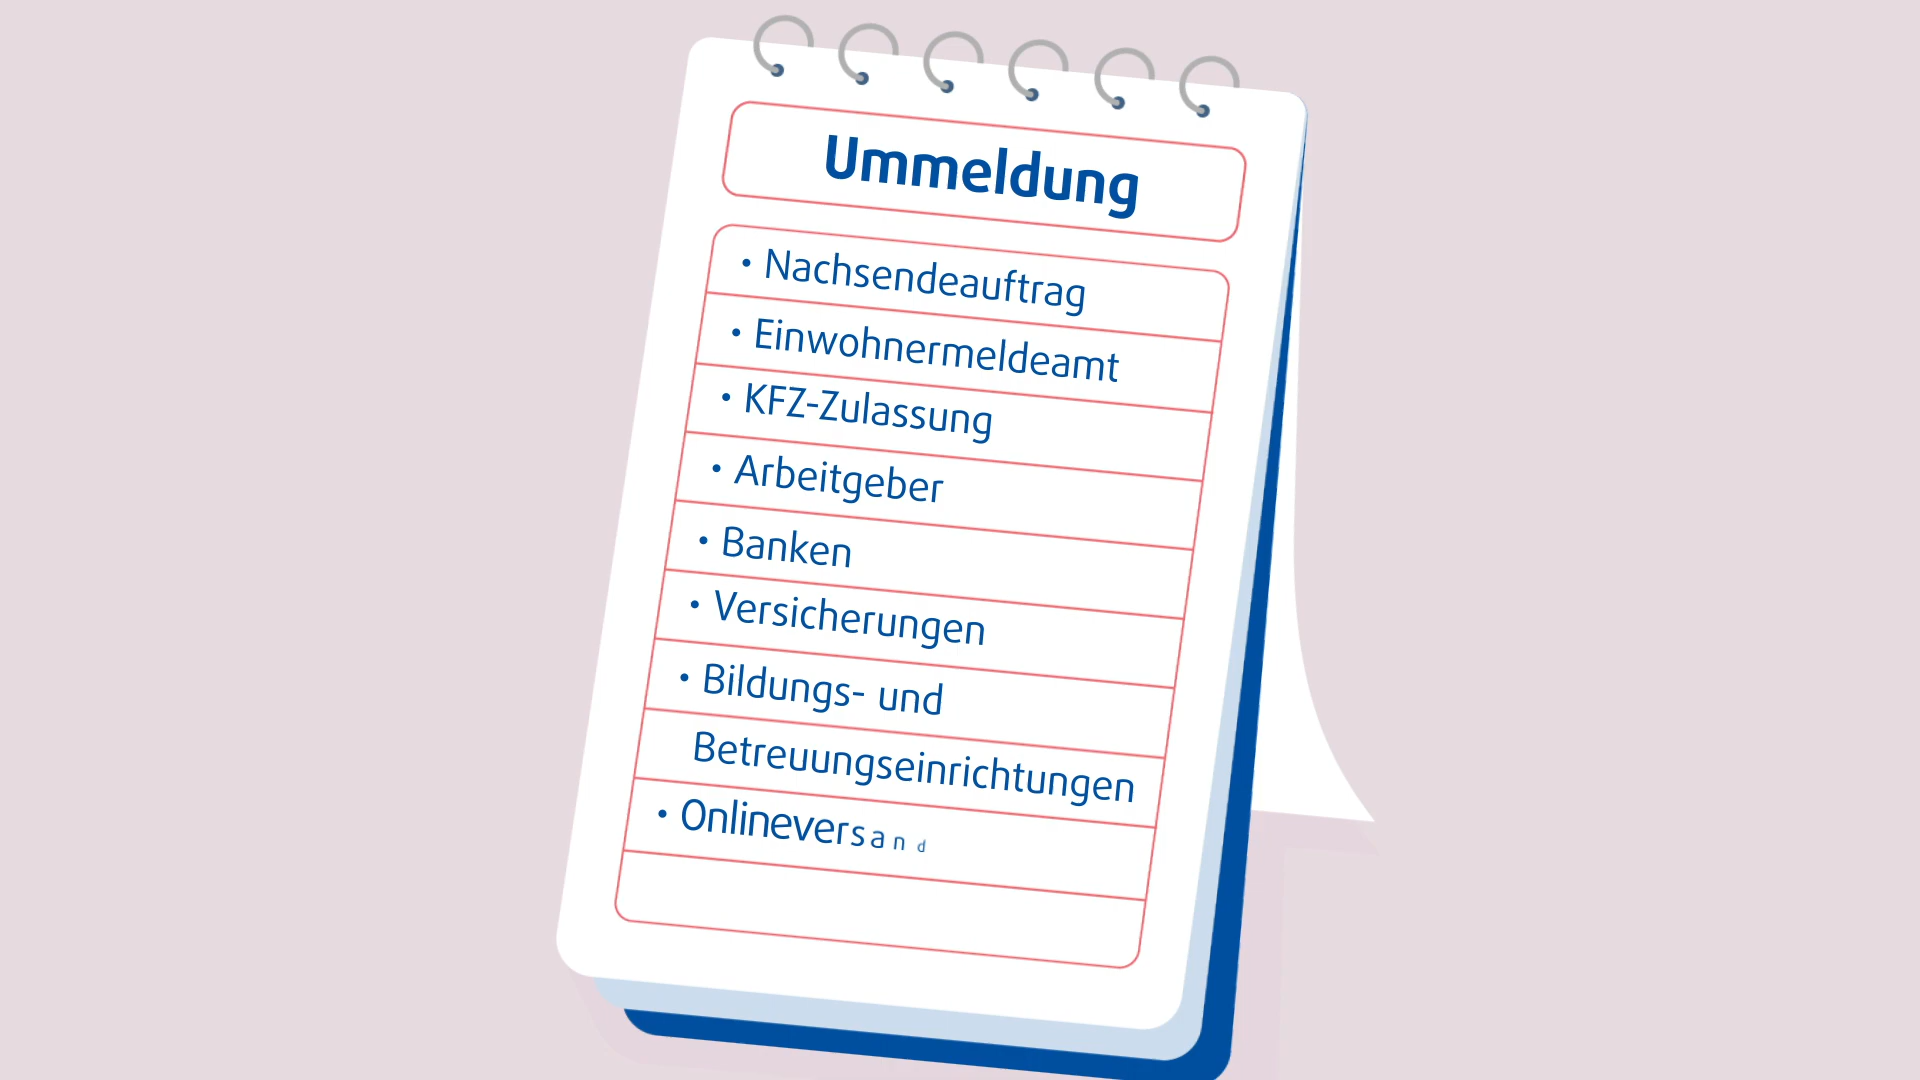 Ummeldung
• Nachsendeauftrag
• Einwohnermeldeamt
• KFZ-Zulassung
• Arbeitgeber
• Banken
• Versicherungen
• Bildungs- und
Betreuungseinrichtungen
• Onlineversand